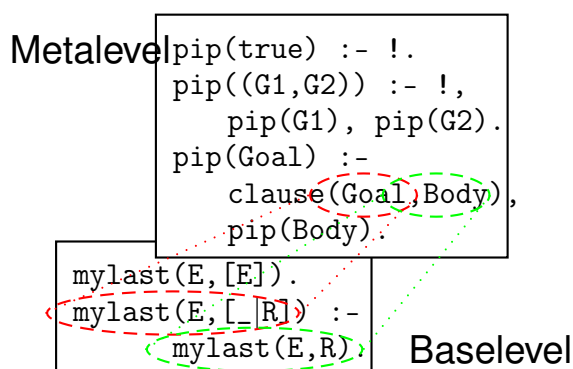 Metalevel
pip(true) :- !.
pip((G1,G2)) :- !,
pip(G1), pip(G2).
pip(Goal) :-
clause(Goal,Body),
pip(Body).
mylast(E,[E]).
mylast(E,[_|R]) :-
mylast(E,R).
Baselevel